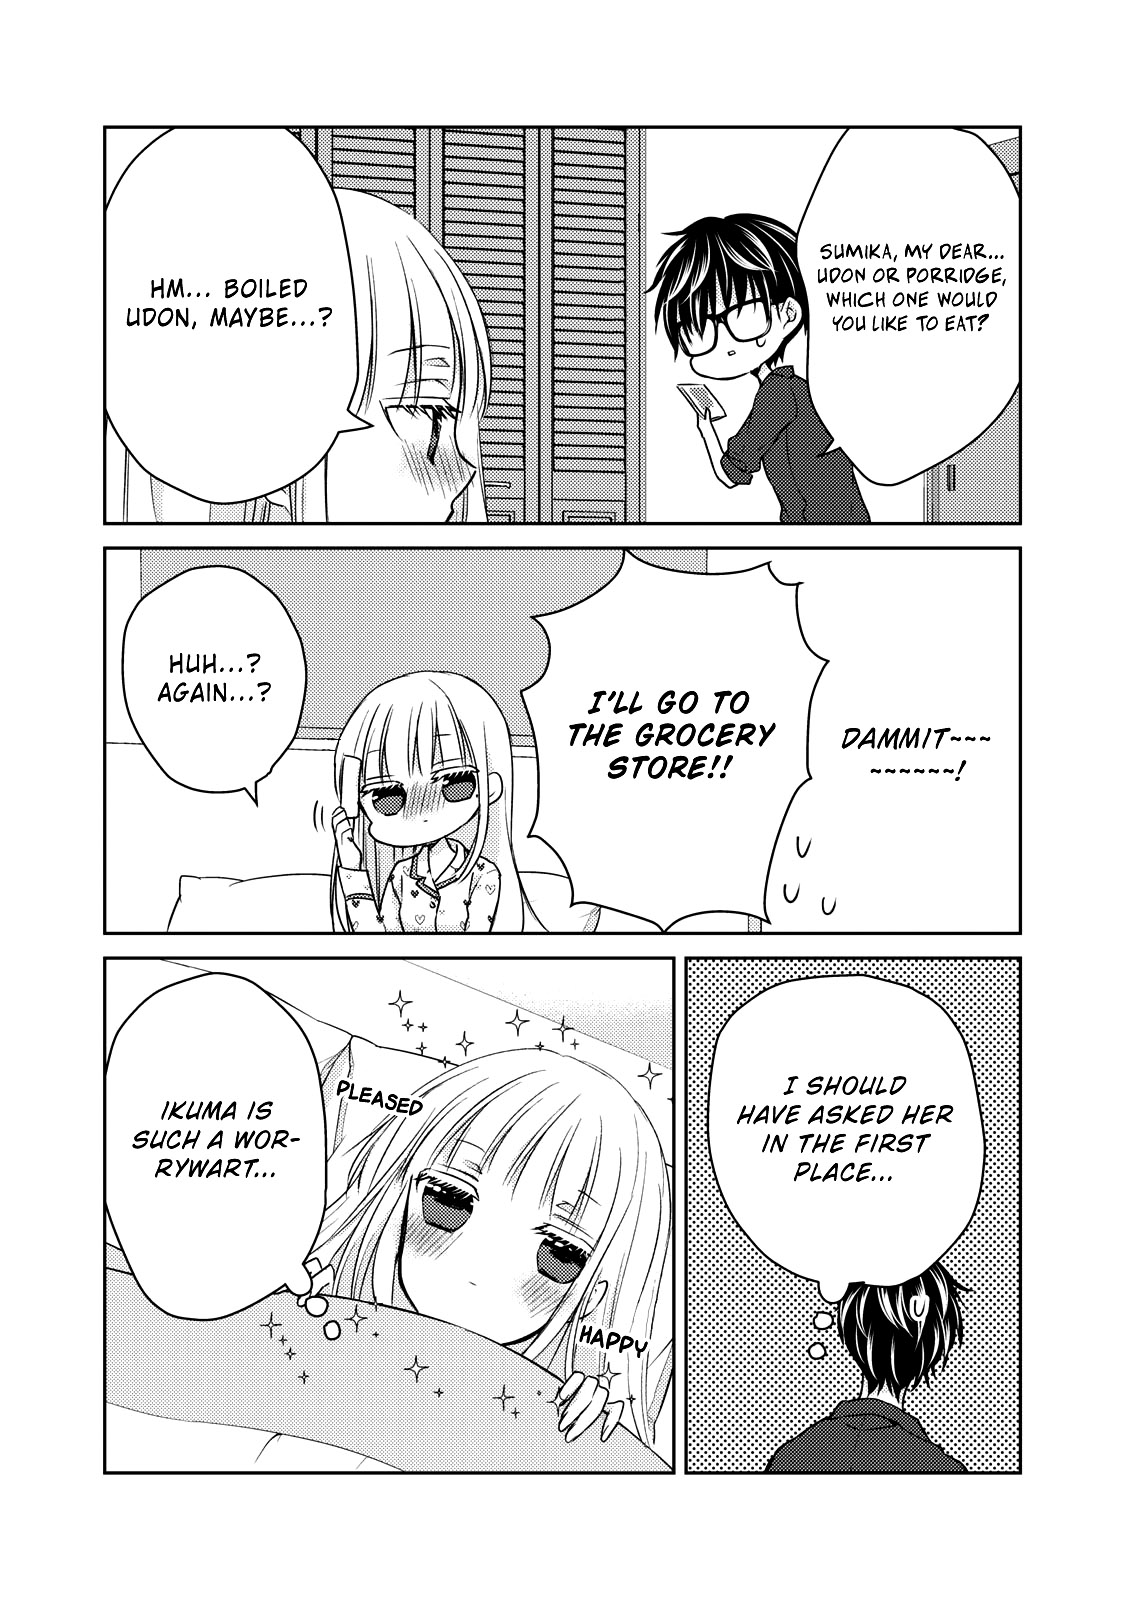 SUMIKA, MY DEAR...
UDON OR PORRIDGE,
WHICH ONE WOULD
YOU LIKE TO EAT?
HM... BOILED
UDON, MAYBE...?
DAMMIT~~~
~~~~~~!
I'LL GO TO
THE GROCERY
STORE!!
HUH...?
AGAIN...?
I SHOULD
HAVE ASKED HER
IN THE FIRST
PLACE...
PLEASED
IKUMA IS
SUCH A WOR-
RYWART...
HAPPY